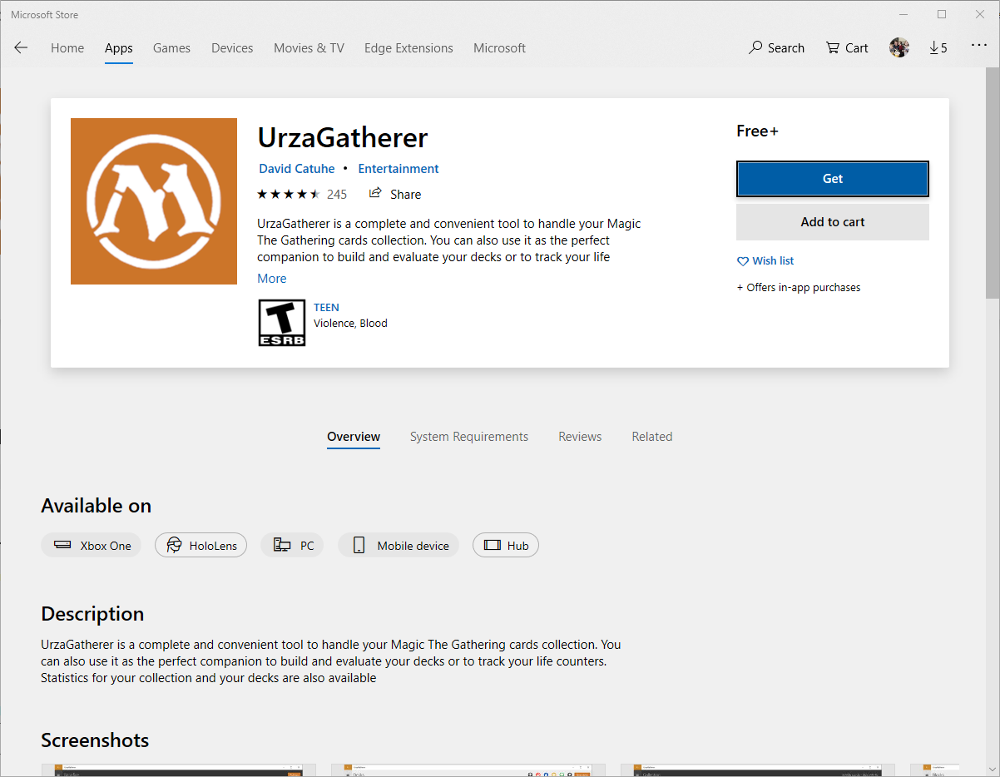 Microsoft Store
Home Apps Games Devices Movies & TV Edge Extensions Microsoft Search Cart 5
UrzaGatherer
David Catuhe • Entertainment
245 Share
UrzaGatherer is a complete and convenient tool to handle your Magic
The Gathering cards collection. You can also use it as the perfect
companion to build and evaluate your decks or to track your life
More
T
ESRB
TEEN
Violence, Blood
Free+
Get
Add to cart
Wish list
+ Offers in-app purchases
Overview System Requirements Reviews Related
Available on
Xbox One HoloLens PC Mobile device Hub
Description
UrzaGatherer is a complete and convenient tool to handle your Magic The Gathering cards collection. You
can also use it as the perfect companion to build and evaluate your decks or to track your life counters.
Statistics for your collection and your decks are also available
Screenshots
Decks Collection Blocks